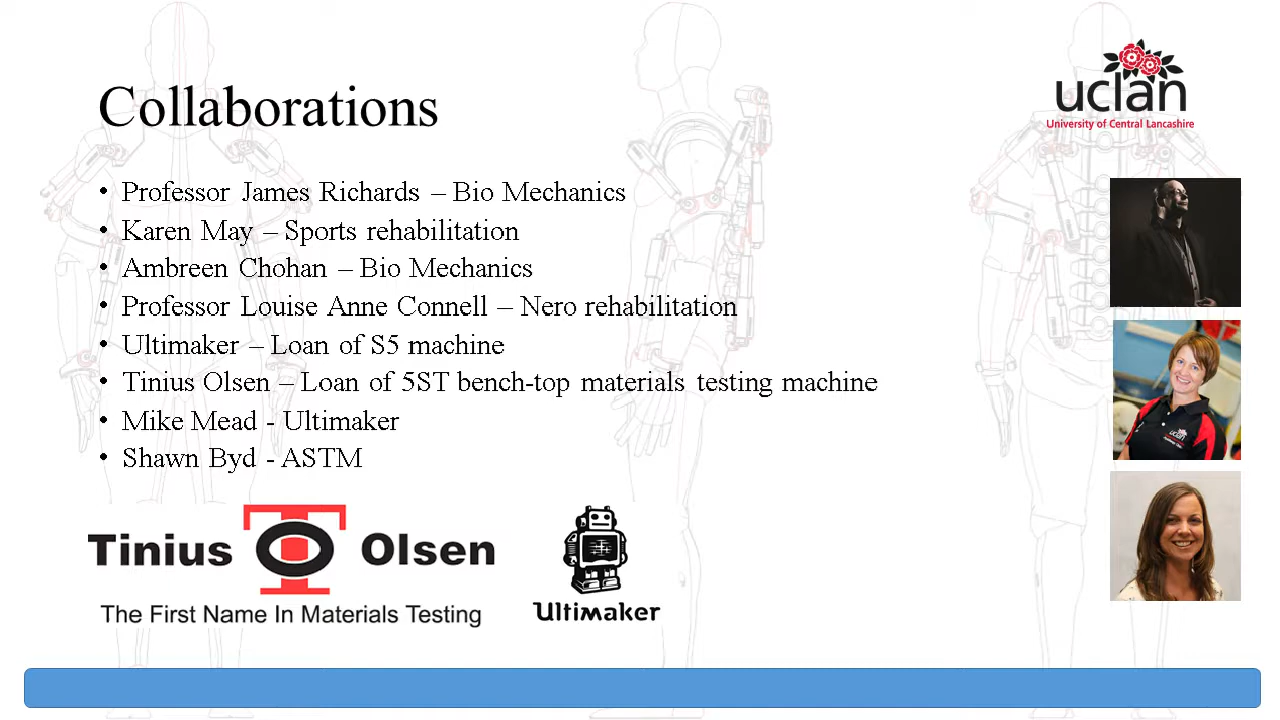 Collaborations
uclan
University of Central Lancashire
• Professor James Richards – Bio Mechanics
• Karen May – Sports rehabilitation
• Ambreen Chohan – Bio Mechanics
• Professor Louise Anne Connell – Nero rehabilitation
• Ultimaker – Loan of S5 machine
• Tinius Olsen – Loan of 5ST bench-top materials testing machine
• Mike Mead - Ultimaker
• Shawn Byd - ASTM
uclan
Tinius Olsen
The First Name In Materials Testing
Ultimaker